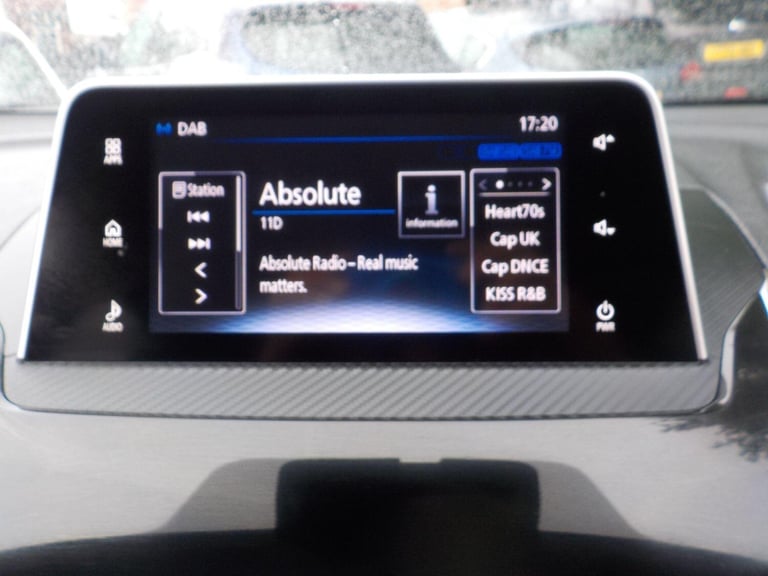 DAB
17:20
APPS
HOME
AUDIO
Station
Absolute
11D
Absolute Radio – Real music
matters.
information
Heart70s
Cap UK
Cap DNCE
KISS R&B
PWR